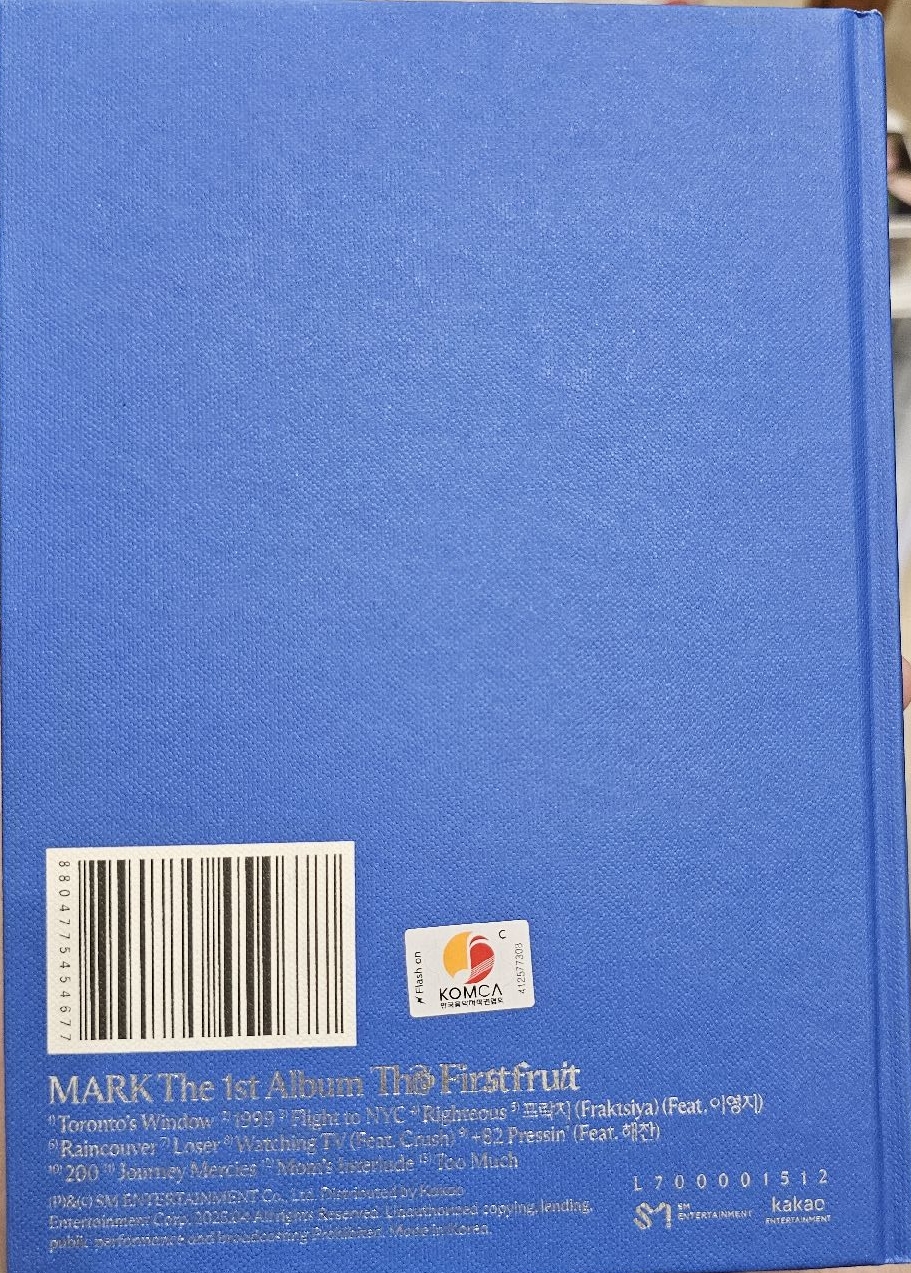 8804775454677
Flash on
C
KOMCA
한국음악저작권협회
412577308
MARK The 1st Album The Firstfruit
1) Toronto's Window 2) 1999 3) Flight to NYC 4) Righteous 5) 프락치 (Fraktsiya) (Feat. 이영지)
6) Raincouver 7) Loser 8) Watching TV (Feat. Crush) 9) +82 Pressin' (Feat. 해찬)
10) 200 11) Journey Mercies 12) Mom's Interlude 13) Too Much
(P)&(C) SM ENTERTAINMENT Co., Ltd. Distributed by Kakao
Entertainment Corp. 2025.04 All rights Reserved. Unauthorized copying, lending,
public performance and broadcasting Prohibited. Made in Korea.
L700001512
SM
ENTERTAINMENT
kakao
ENTERTAINMENT